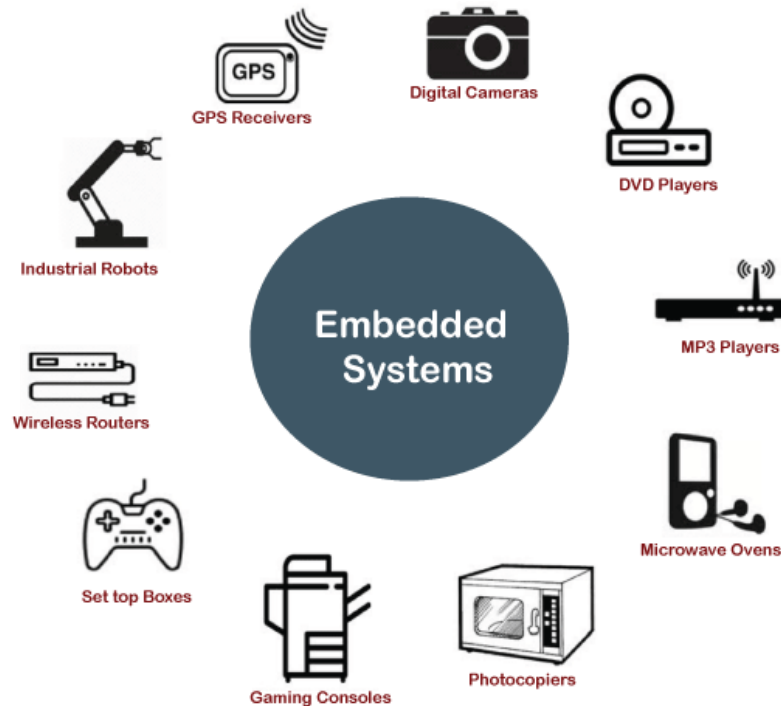 GPS
GPS Receivers
Digital Cameras
DVD Players
Industrial Robots
Embedded
Systems
MP3 Players
Wireless Routers
Microwave Ovens
Set top Boxes
Photocopiers
Gaming Consoles